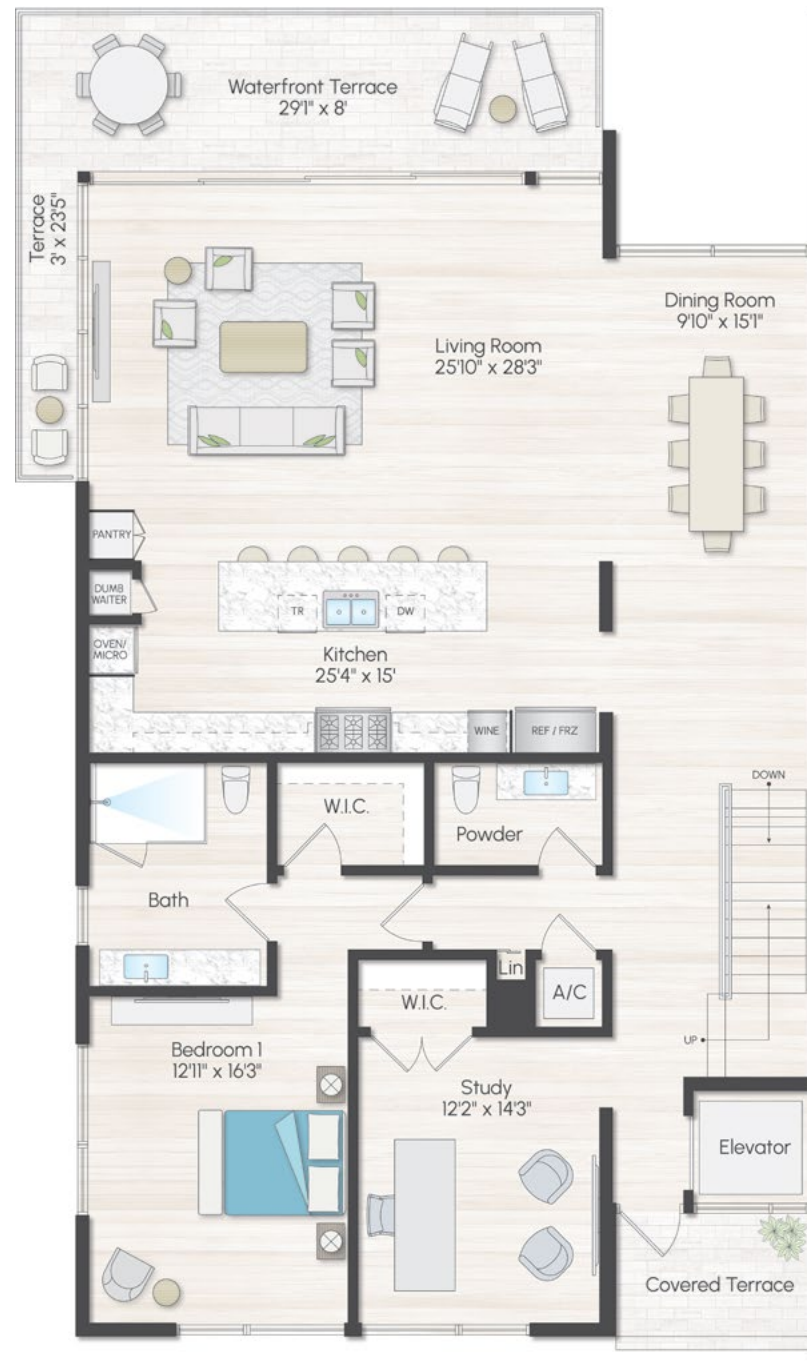 Waterfront Terrace
29'1" x 8'
Terrace
3' x 23'5"
Dining Room
9'10" x 15'1"
Living Room
25'10" x 28'3"
PANTRY
DUMB
WAITER
TR
DW
OVEN/
MICRO
Kitchen
25'4" x 15'
WINE
REF / FRZ
DOWN
W.I.C.
Powder
Bath
Lin
A/C
W.I.C.
UP
Bedroom 1
12'11" x 16'3"
Study
12'2" x 14'3"
Elevator
Covered Terrace